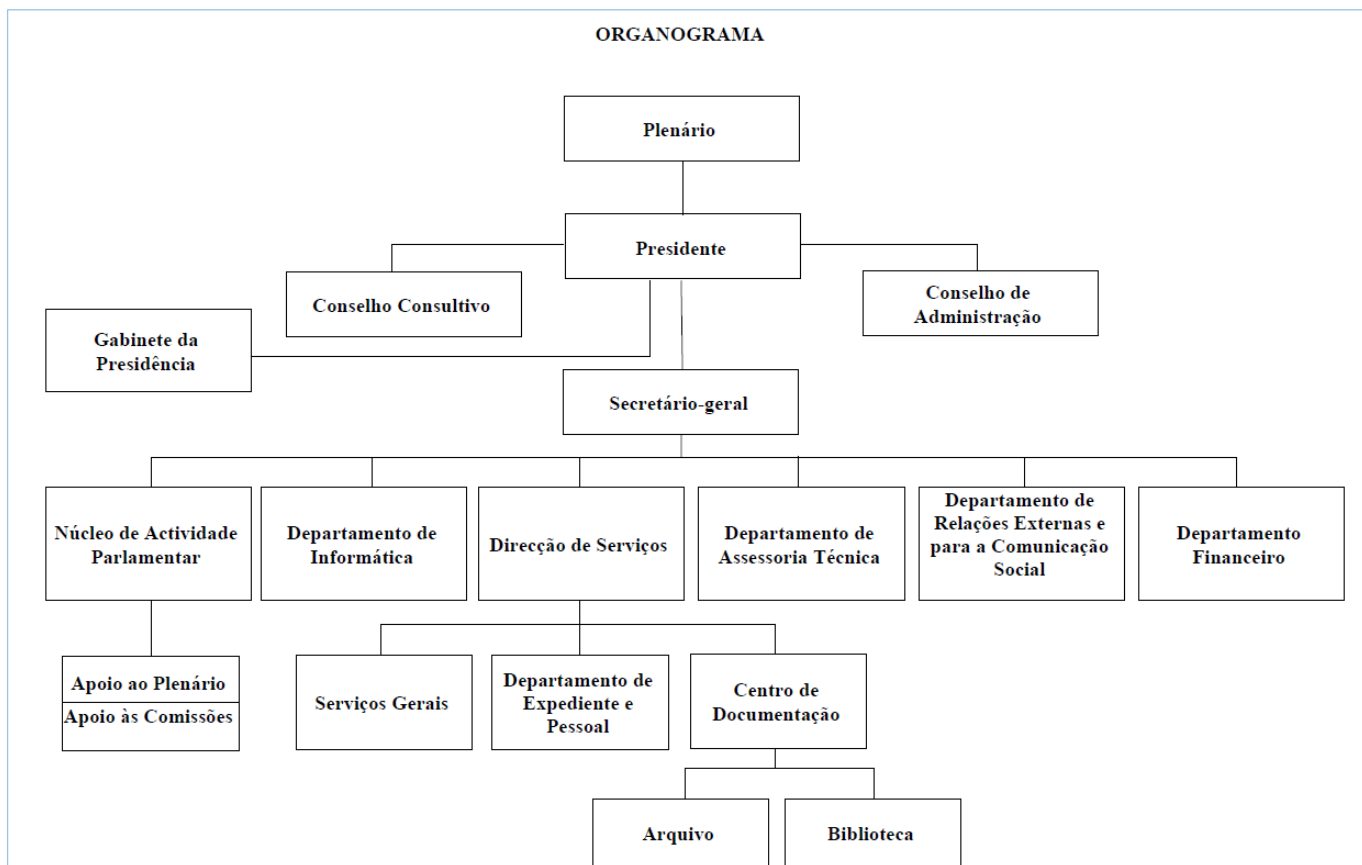 ORGANOGRAMA
Plenário
Presidente
Conselho Consultivo
Conselho de
Administração
Gabinete da
Presidência
Secretário-geral
Núcleo de Actividade
Parlamentar
Departamento de
Informática
Direcção de Serviços
Departamento de
Assessoria Técnica
Departamento de
Relações Externas e
para a Comunicação
Social
Departamento
Financeiro
Apoio ao Plenário
Apoio às Comissões
Serviços Gerais
Departamento de
Expediente e
Pessoal
Centro de
Documentação
Arquivo
Biblioteca